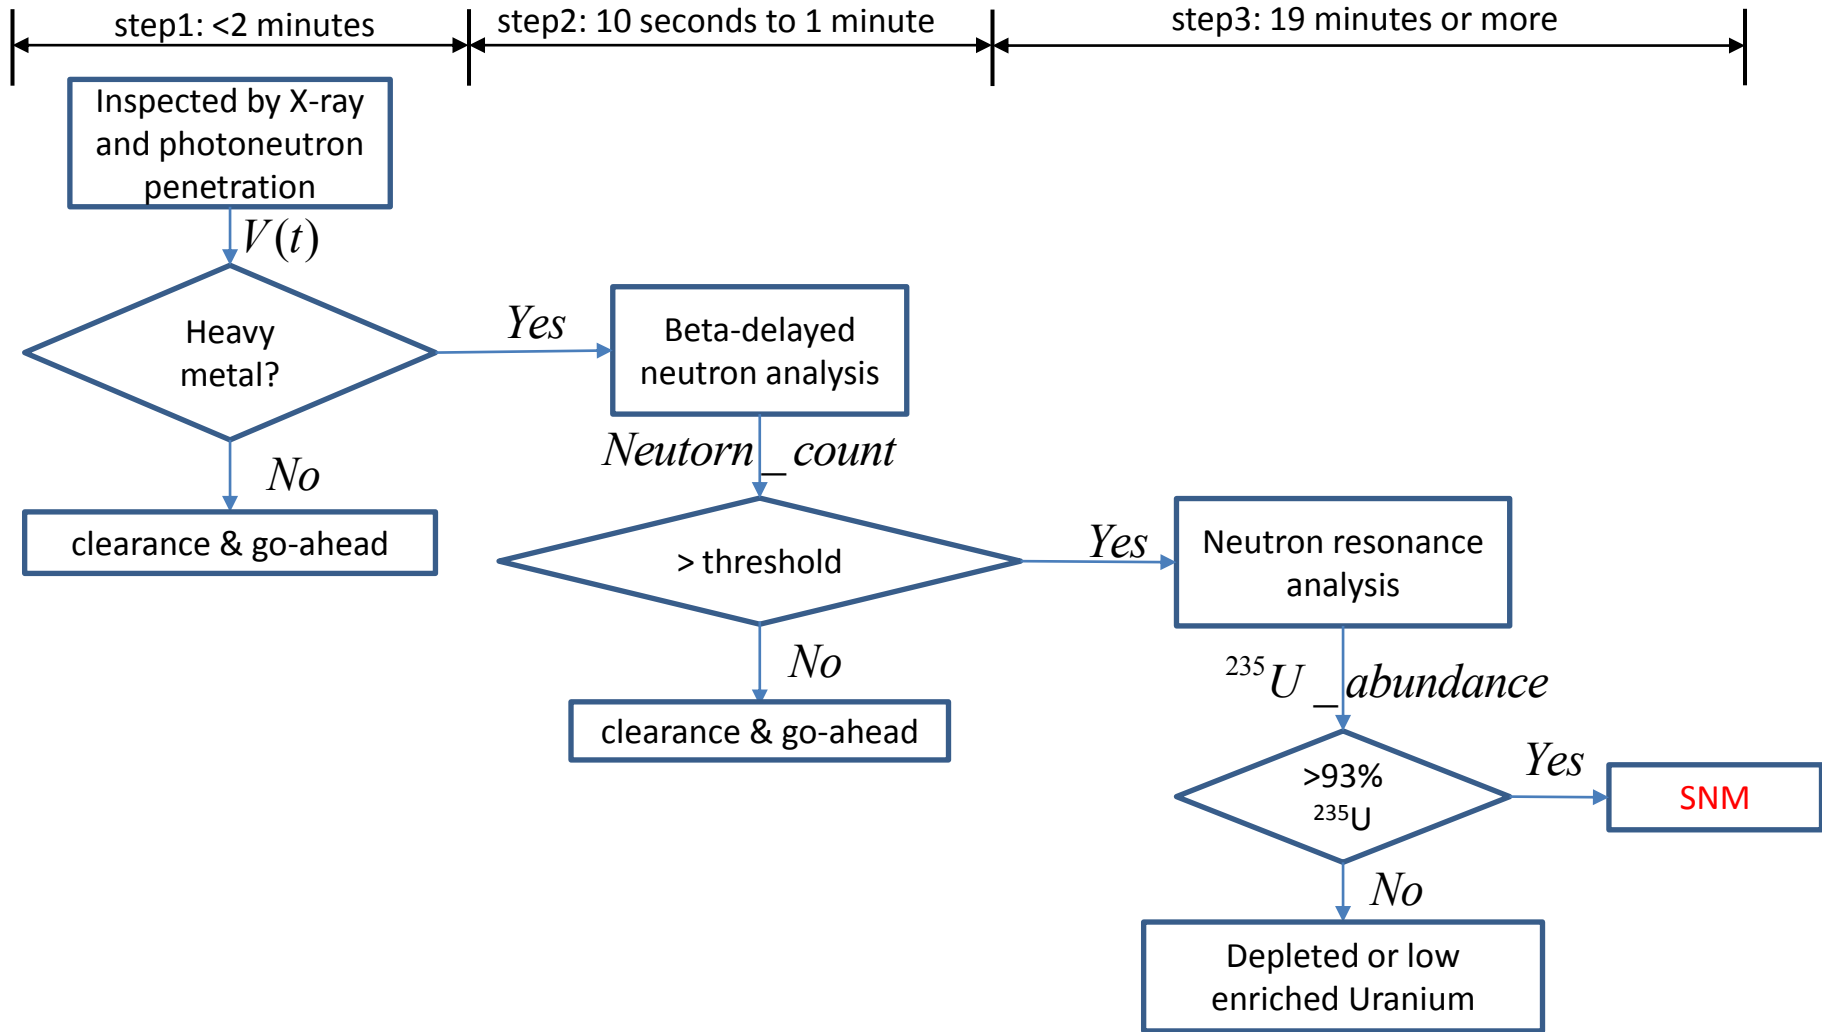 step1: <2 minutes
step2: 10 seconds to 1 minute
step3: 19 minutes or more
Inspected by X-ray
and photoneutron
penetration
V(t)
Heavy
metal?
Yes
No
clearance & go-ahead
Beta-delayed
neutron analysis
Neutorn_count
> threshold
Yes
No
clearance & go-ahead
Neutron resonance
analysis
²³⁵U_abundance
>93%
²³⁵U
Yes
SNM
No
Depleted or low
enriched Uranium